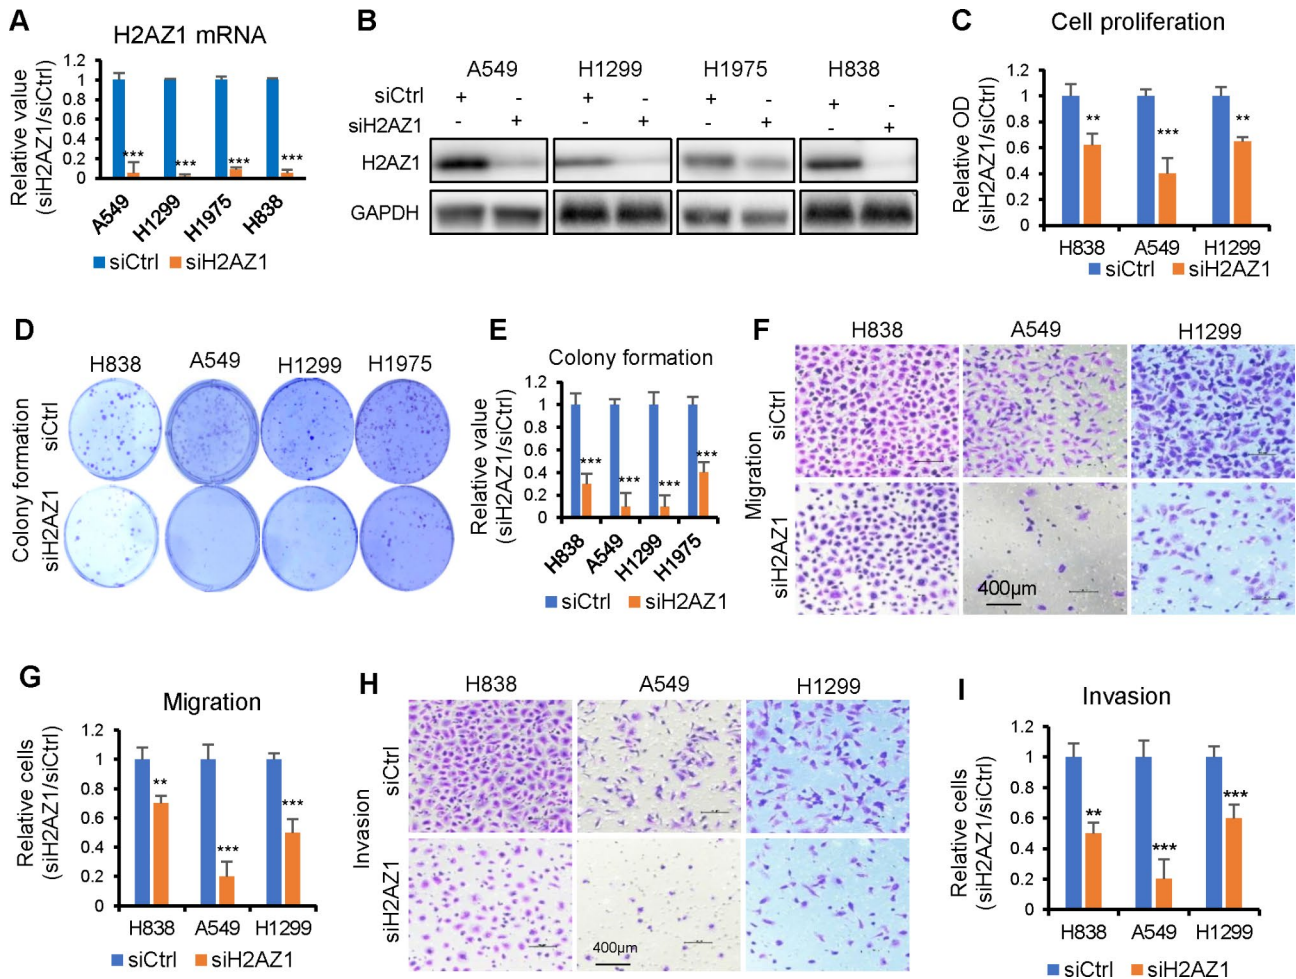 A
H2AZ1 mRNA
Relative value
(siH2AZ1/siCtrl)
1.2
1
0.8
0.6
0.4
0.2
0
***
***
***
***
A549
H1299
H1975
H838
siCtrl siH2AZ1
B
A549 H1299 H1975 H838
siCtrl + - + - + - + -
siH2AZ1 - + - + - + - +
H2AZ1
GAPDH
C
Cell proliferation
Relative OD
(siH2AZ1/siCtrl)
1.2
1
0.8
0.6
0.4
0.2
0
**
***
**
H838 A549 H1299
siCtrl siH2AZ1
D
H838 A549 H1299 H1975
Colony formation
siCtrl
siH2AZ1
E
Colony formation
Relative value
(siH2AZ1/siCtrl)
1.2
1
0.8
0.6
0.4
0.2
0
***
***
***
***
H838
A549
H1299
H1975
siCtrl siH2AZ1
F
H838 A549 H1299
Migration
siCtrl
siH2AZ1
400µm
G
Migration
Relative cells
(siH2AZ1/siCtrl)
1.2
1
0.8
0.6
0.4
0.2
0
**
***
***
H838 A549 H1299
siCtrl siH2AZ1
H
H838 A549 H1299
Invasion
siCtrl
siH2AZ1
400µm
I
Invasion
Relative cells
(siH2AZ1/siCtrl)
1.2
1
0.8
0.6
0.4
0.2
0
**
***
***
H838 A549 H1299
siCtrl siH2AZ1